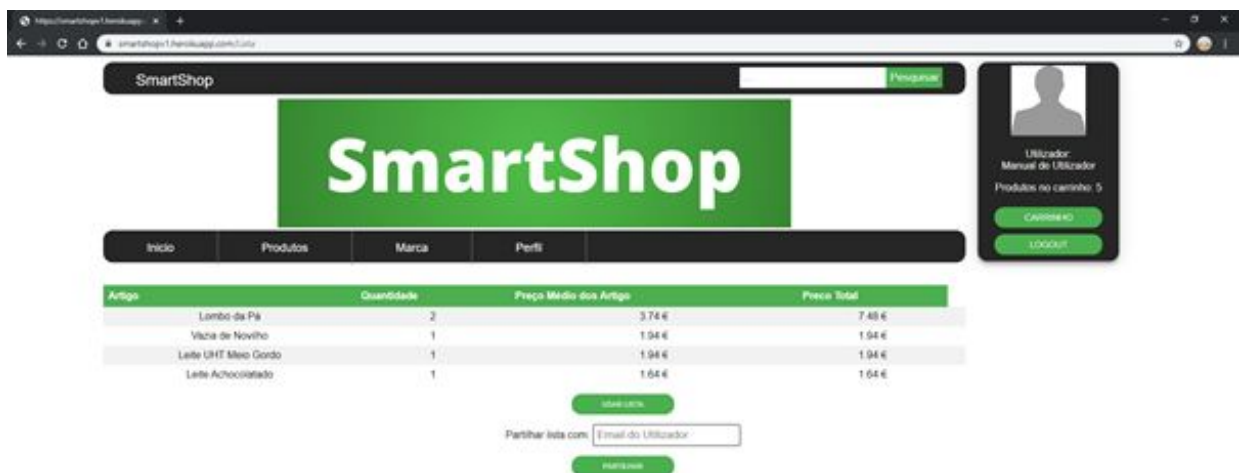 smartshopv1.herokuapp.com/Lista
SmartShop
Pesquisar
SmartShop
Utilizador:
Manual de Utilizador
Produtos no carrinho: 5
CARRINHO
LOGOUT
Inicio Produtos Marca Perfil
Artigo Quantidade Preço Médio dos Artigo Preco Total
Lombo da Pá 2 3.74 € 7.48 €
Vazia de Novilho 1 1.94 € 1.94 €
Leite UHT Meio Gordo 1 1.94 € 1.94 €
Leite Achocolatado 1 1.64 € 1.64 €
USAR LISTA
Partilhar lista com: Email do Utilizador
PARTILHAR